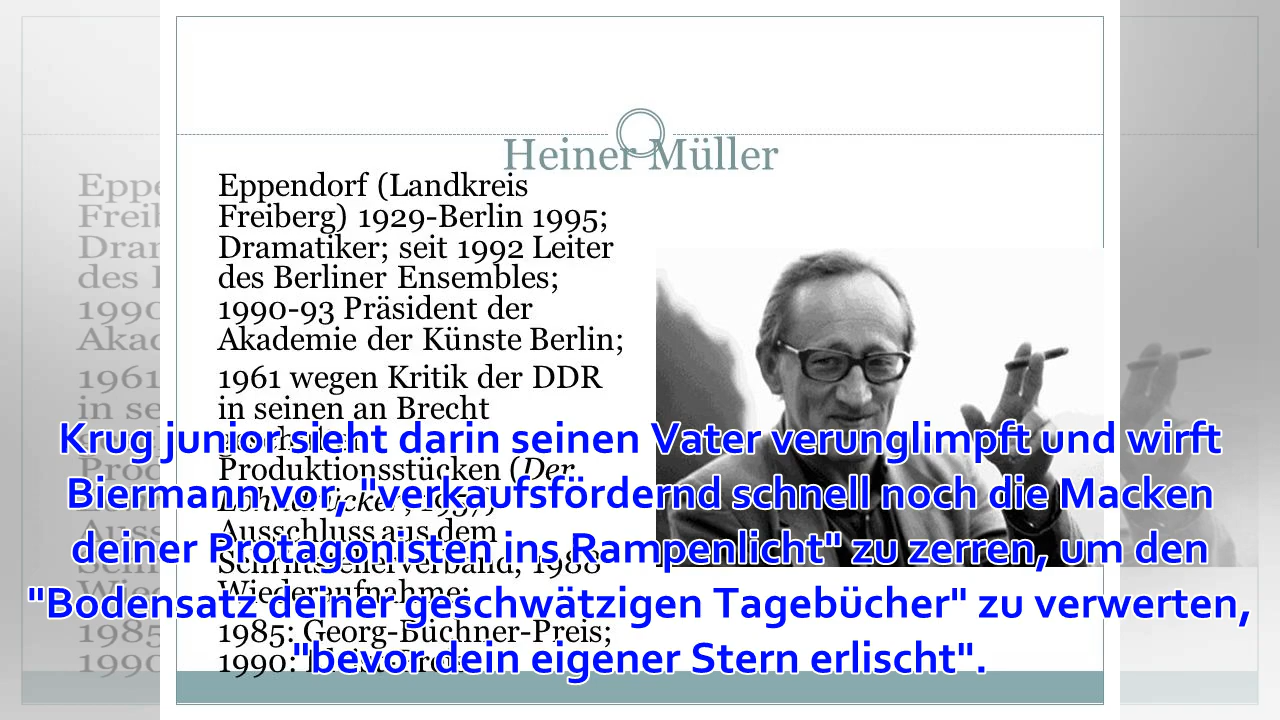 Heiner Müller
Eppendorf (Landkreis
Freiberg) 1929-Berlin 1995;
Dramatiker; seit 1992 Leiter
des Berliner Ensembles;
1990-93 Präsident der
Akademie der Künste Berlin;
1961 wegen Kritik der DDR
in seinen an Brecht
Produktionsstücken (Der
Ausschluss aus dem
Schriftstellerverband, 1988
Wiederaufnahme;
1985: Georg-Büchner-Preis;
1990:
Krug junior sieht darin seinen Vater verunglimpft und wirft
Biermann vor, "verkaufsfördernd schnell noch die Macken
deiner Protagonisten ins Rampenlicht" zu zerren, um den
"Bodensatz deiner geschwätzigen Tagebücher" zu verwerten,
"bevor dein eigener Stern erlischt".